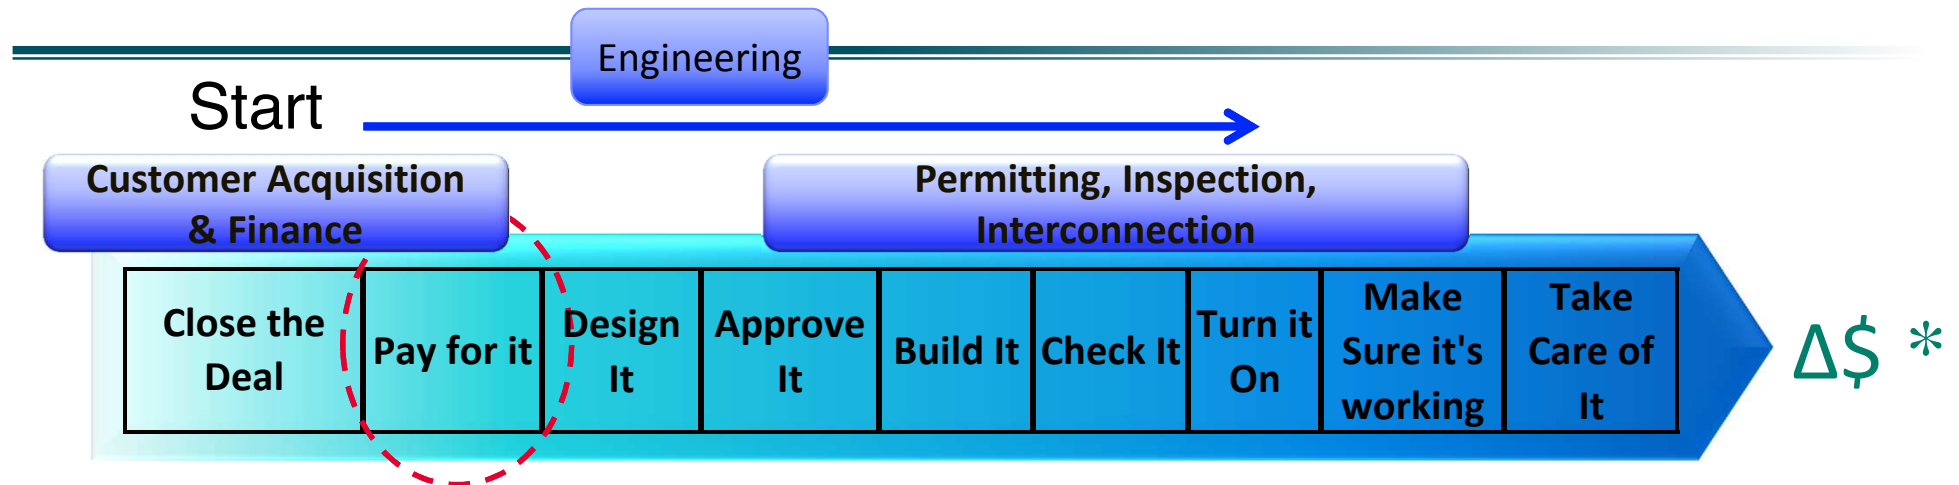 Engineering
Start
Customer Acquisition
& Finance
Permitting, Inspection,
Interconnection
Close the
Deal
Pay for it
Design
It
Approve
It
Build It
Check It
Turn it
On
Make
Sure it's
working
Take
Care of
It
Δ$ *